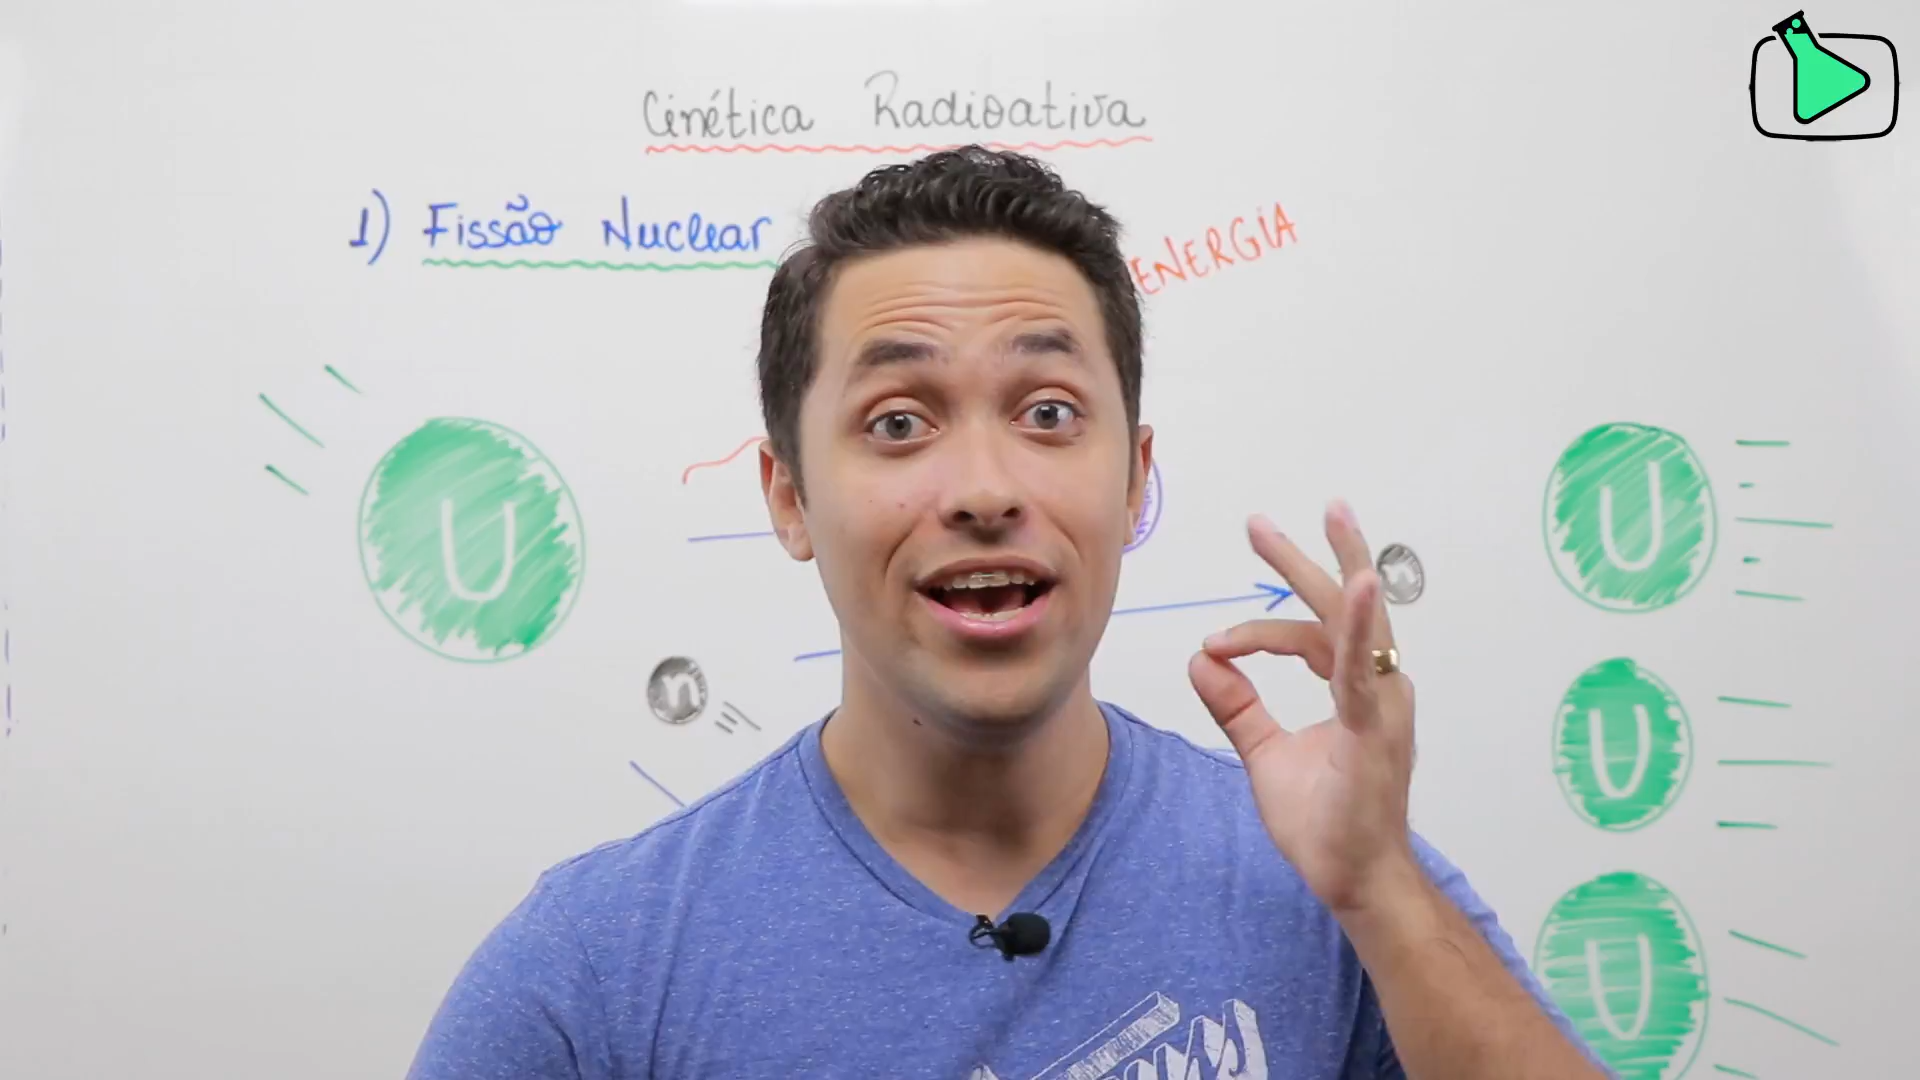 Cinética Radioativa
1) Fissão Nuclear
ENERGIA
U
n
n
U
U
U